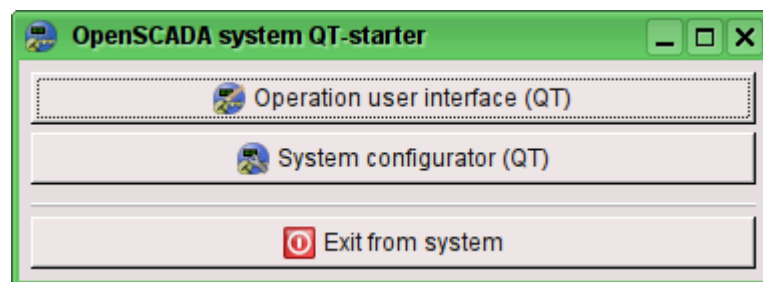 OpenSCADA system QT-starter
Operation user interface (QT)
System configurator (QT)
Exit from system